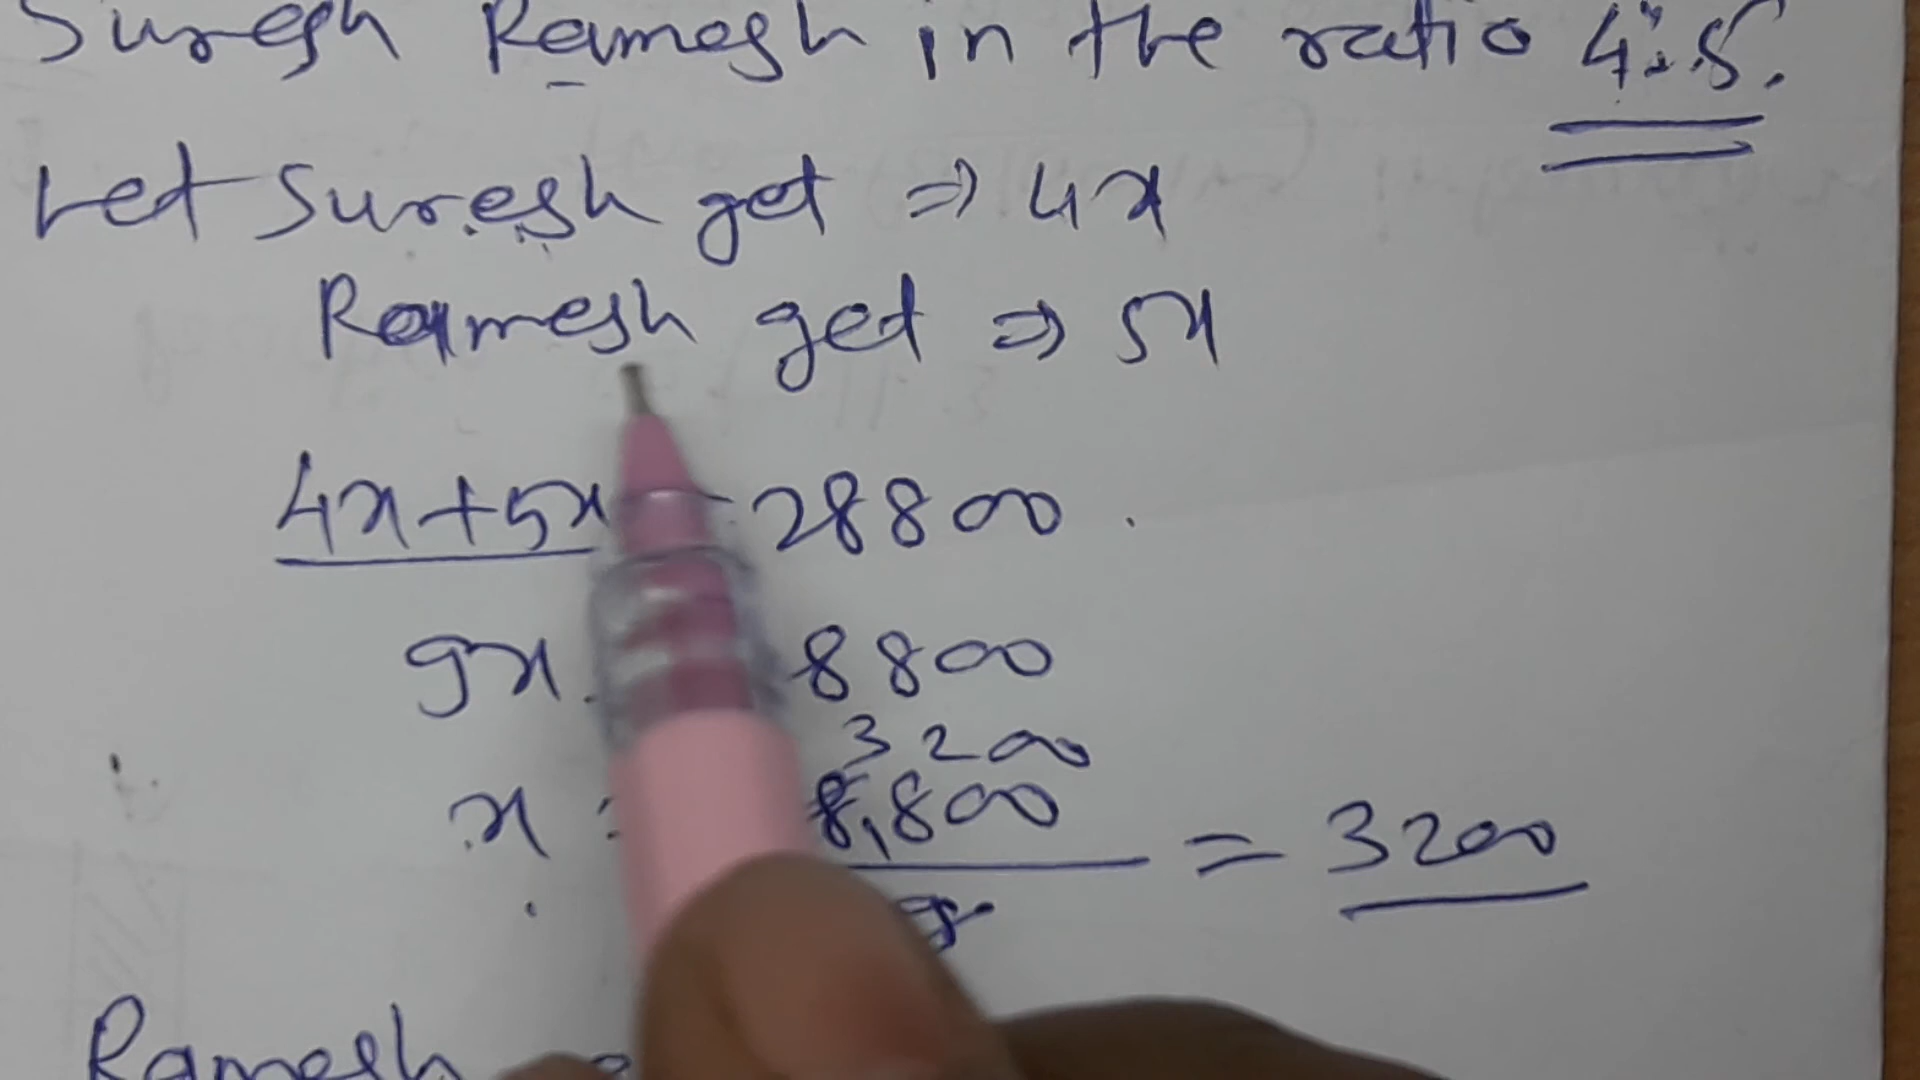 Suresh Ramesh in the ratio 4:5.
Let Suresh get ⇒ 4x
Ramesh get ⇒ 5x
4x+5x 28800
9x 8800
3200
x = 8,800 = 3200
9
Ramesh